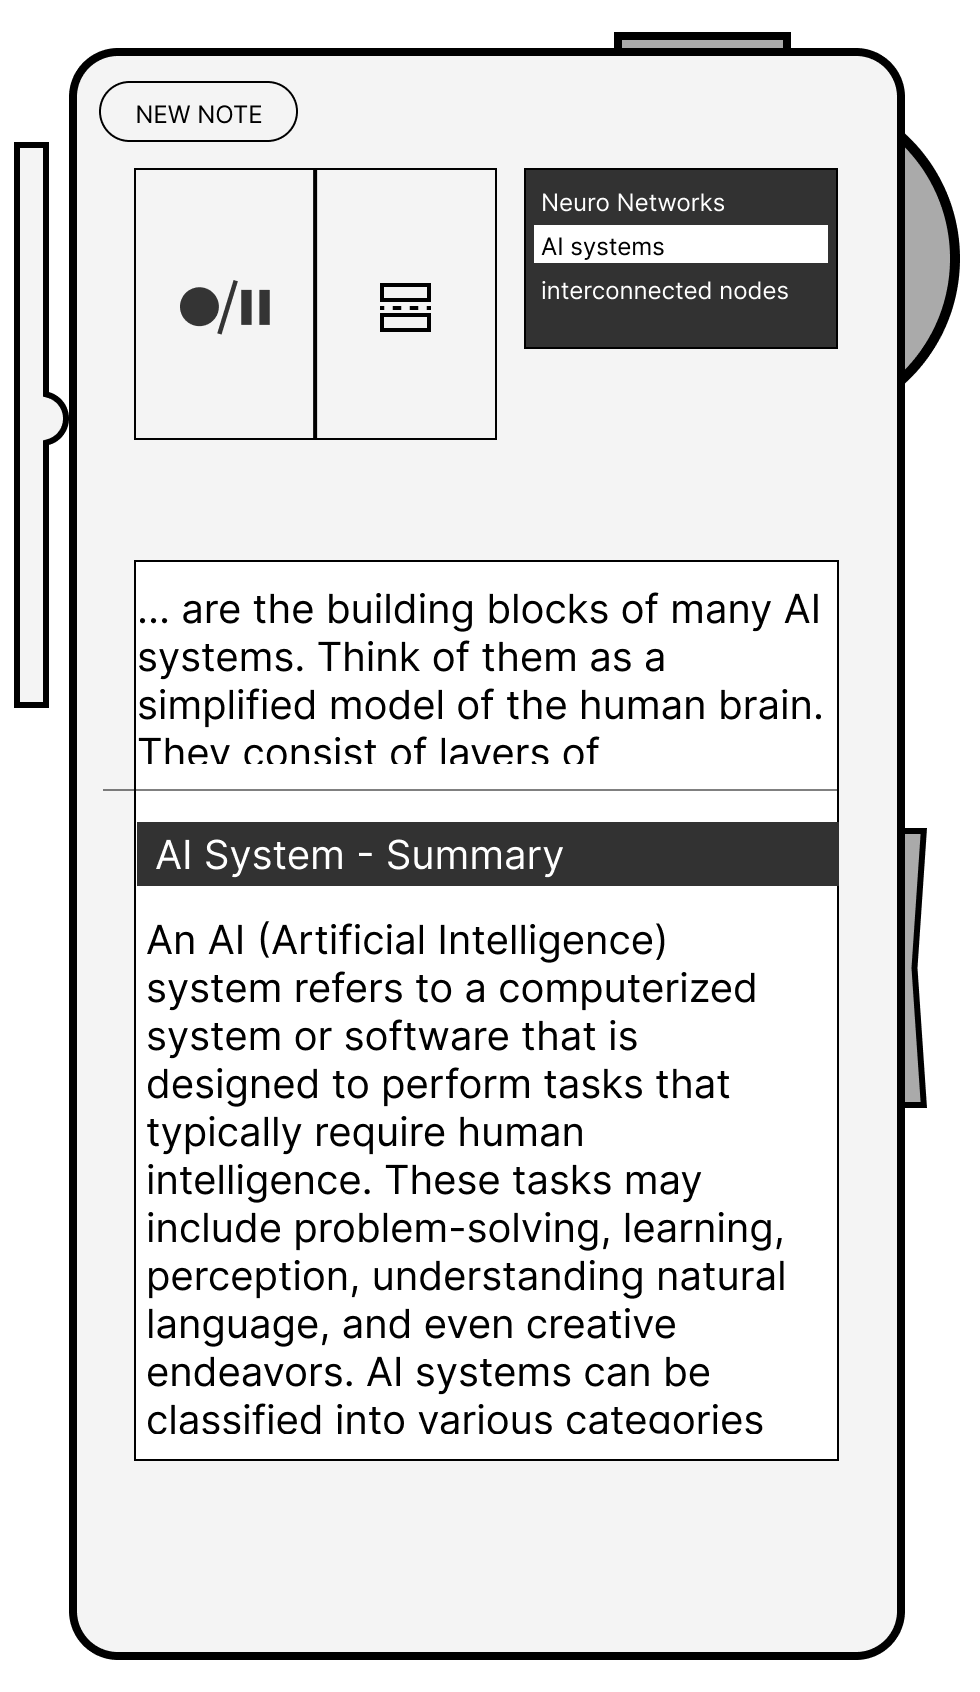 NEW NOTE
Neuro Networks
AI systems
interconnected nodes
... are the building blocks of many AI
systems. Think of them as a
simplified model of the human brain.
They consist of layers of
AI System - Summary
An AI (Artificial Intelligence)
system refers to a computerized
system or software that is
designed to perform tasks that
typically require human
intelligence. These tasks may
include problem-solving, learning,
perception, understanding natural
language, and even creative
endeavors. AI systems can be
classified into various categories